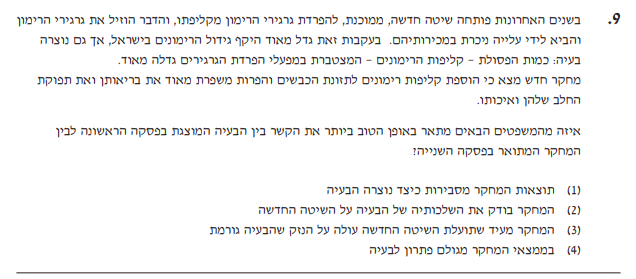 9. בשנים האחרונות פותחה שיטה חדשה, ממוכנת, להפרדת גרגירי הרימון מקליפתו, והדבר הוזיל את גרגירי הרימון
והביא לידי עלייה ניכרת במכירותיהם. בעקבות זאת גדל מאוד היקף גידול הרימונים בישראל, אך גם נוצרה
בעיה: כמות הפסולת – קליפות הרימונים – המצטברת במפעלי הפרדת הגרגירים גדלה מאוד.
מחקר חדש מצא כי הוספת קליפות רימונים לתזונת הכבשים והפרות משפרת מאוד את בריאותן ואת תפוקת
החלב שלהן ואיכותו.
איזה מהמשפטים הבאים מתאר באופן הטוב ביותר את הקשר בין הבעיה המוצגת בפסקה הראשונה לבין
המחקר המתואר בפסקה השנייה?
(1) תוצאות המחקר מסבירות כיצד נוצרה הבעיה
(2) המחקר בודק את השלכותיה של הבעיה על השיטה החדשה
(3) המחקר מעיד שתועלת השיטה החדשה עולה על הנזק שהבעיה גורמת
(4) בממצאי המחקר מגולם פתרון לבעיה